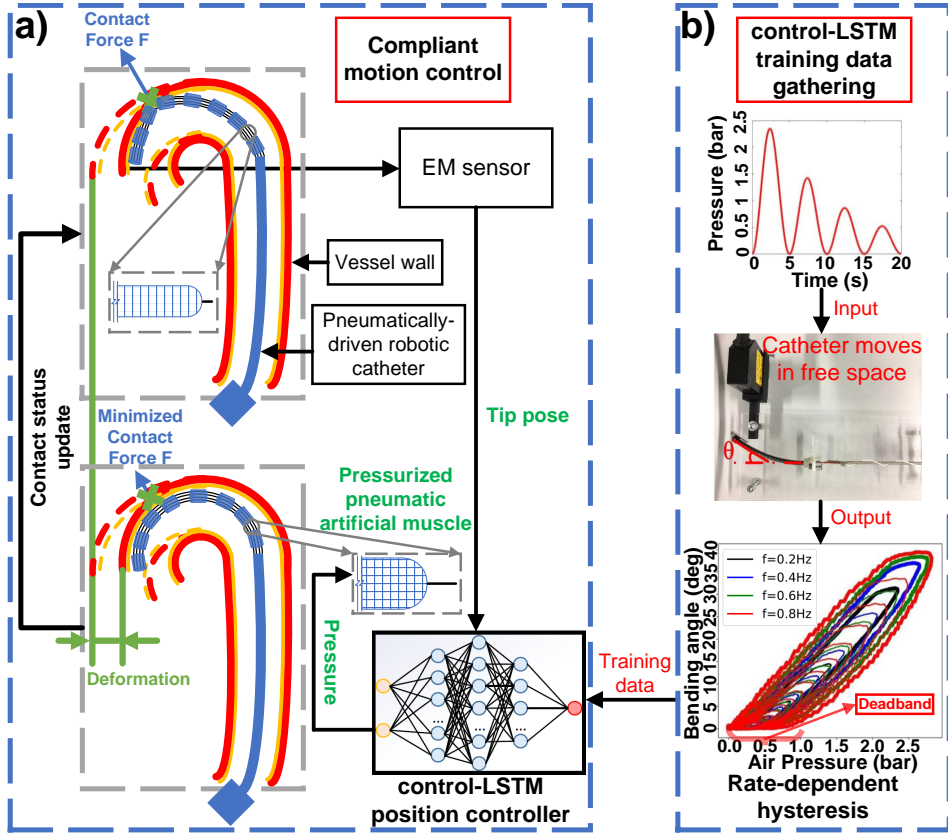 a)
Contact
Force F
Compliant
motion control
EM sensor
Vessel wall
Pneumatically-
driven robotic
catheter
Contact status
update
Minimized
Contact
Force F
Tip pose
Pressurized
pneumatic
artificial muscle
Pressure
Deformation
control-LSTM
position controller
b)
control-LSTM
training data
gathering
Pressure (bar)
2.5
2
1.5
1
0.5
0
0 5 10 15 20
Time (s)
Input
Catheter moves
in free space
θ
Output
Bending angle (deg)
40
35
30
25
20
15
10
5
0
f=0.2Hz
f=0.4Hz
f=0.6Hz
f=0.8Hz
Deadband
0.0 0.5 1.0 1.5 2.0 2.5
Air Pressure (bar)
Rate-dependent
hysteresis
Training
data